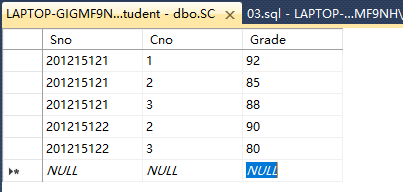 LAPTOP-GIGMF9N...tudent - dbo.SC × 03.sql - LAPTOP-...MF9NH\
Sno Cno Grade
201215121 1 92
201215121 2 85
201215121 3 88
201215122 2 90
201215122 3 80
NULL NULL NULL